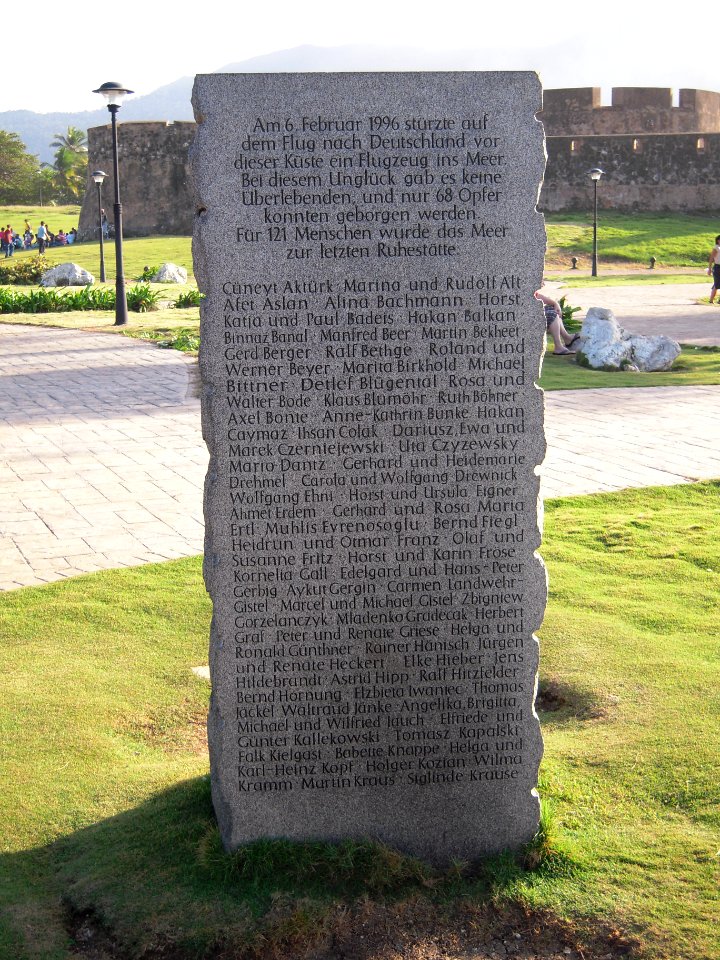 Am 6. Februar 1996 stürzte auf
dem Flug nach Deutschland vor
dieser Küste ein Flugzeug ins Meer.
Bei diesem Unglück gab es keine
Überlebenden, und nur 68 Opfer
konnten geborgen werden.
Für 121 Menschen wurde das Meer
zur letzten Ruhestätte.
Cüneyt Aktürk · Marina und Rudolf Alt
Afet Aslan · Alina Bachmann · Horst,
Katja und Paul Badeis · Hakan Balkan
Binnaz Banal · Manfred Beer · Martin Bekheet
Gerd Berger · Ralf Bethge · Roland und
Werner Beyer · Marita Birkhold · Michael
Bittner · Detlef Blügental · Rosa und
Walter Bode · Klaus Blumöhr · Ruth Böhner
Axel Bonte · Anne-Kathrin Bunke · Hakan
Caymaz · Ihsan Colak · Dariusz, Ewa und
Marek Czerniejewski · Uta Czyzewsky
Mario Dantz · Gerhard und Heidemarie
Drehmel · Carola und Wolfgang Drewnick
Wolfgang Ehni · Horst und Ursula Eigner
Ahmet Erdem · Gerhard und Rosa Maria
Ertl · Muhlis Evrenosoglu · Bernd Fiegl
Heidrun und Otmar Franz · Olaf und
Susanne Fritz · Horst und Karin Frose
Kornelia Gall · Edelgard und Hans-Peter
Gerbig · Aykut Gergin · Carmen Landwehr-
Gistel · Marcel und Michael Gistel · Zbigniew
Gorzelanczyk · Mladenko Gradecak · Herbert
Graf · Peter und Renate Griese · Helga und
Ronald Günthner · Rainer Hänisch · Jürgen
und Renate Heckert · Elke Hieber · Jens
Hildebrandt · Astrid Hipp · Ralf Hitzfelder
Bernd Hornung · Elzbieta Iwaniec · Thomas
Jäckel · Waltraud Janke · Angelika, Brigitta,
Michael und Wilfried Jauch · Elfriede und
Günter Kallekowski · Tomasz Kapalski
Falk Kielgast · Babette Knappe · Helga und
Karl-Heinz Kopf · Holger Kozian · Wilma
Kramm · Martin Kraus · Siglinde Krause